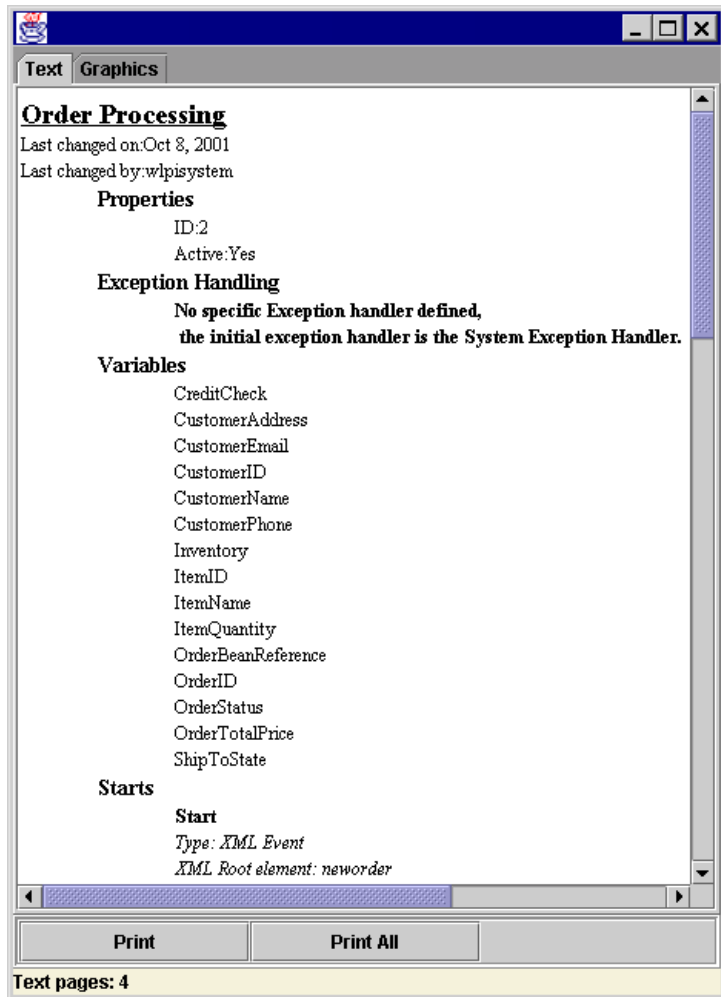 Text Graphics
Order Processing
Last changed on:Oct 8, 2001
Last changed by:wlpisystem
Properties
ID:2
Active:Yes
Exception Handling
No specific Exception handler defined,
the initial exception handler is the System Exception Handler.
Variables
CreditCheck
CustomerAddress
CustomerEmail
CustomerID
CustomerName
CustomerPhone
Inventory
ItemID
ItemName
ItemQuantity
OrderBeanReference
OrderID
OrderStatus
OrderTotalPrice
ShipToState
Starts
Start
Type: XML Event
XML Root element: neworder
Print Print All
Text pages: 4